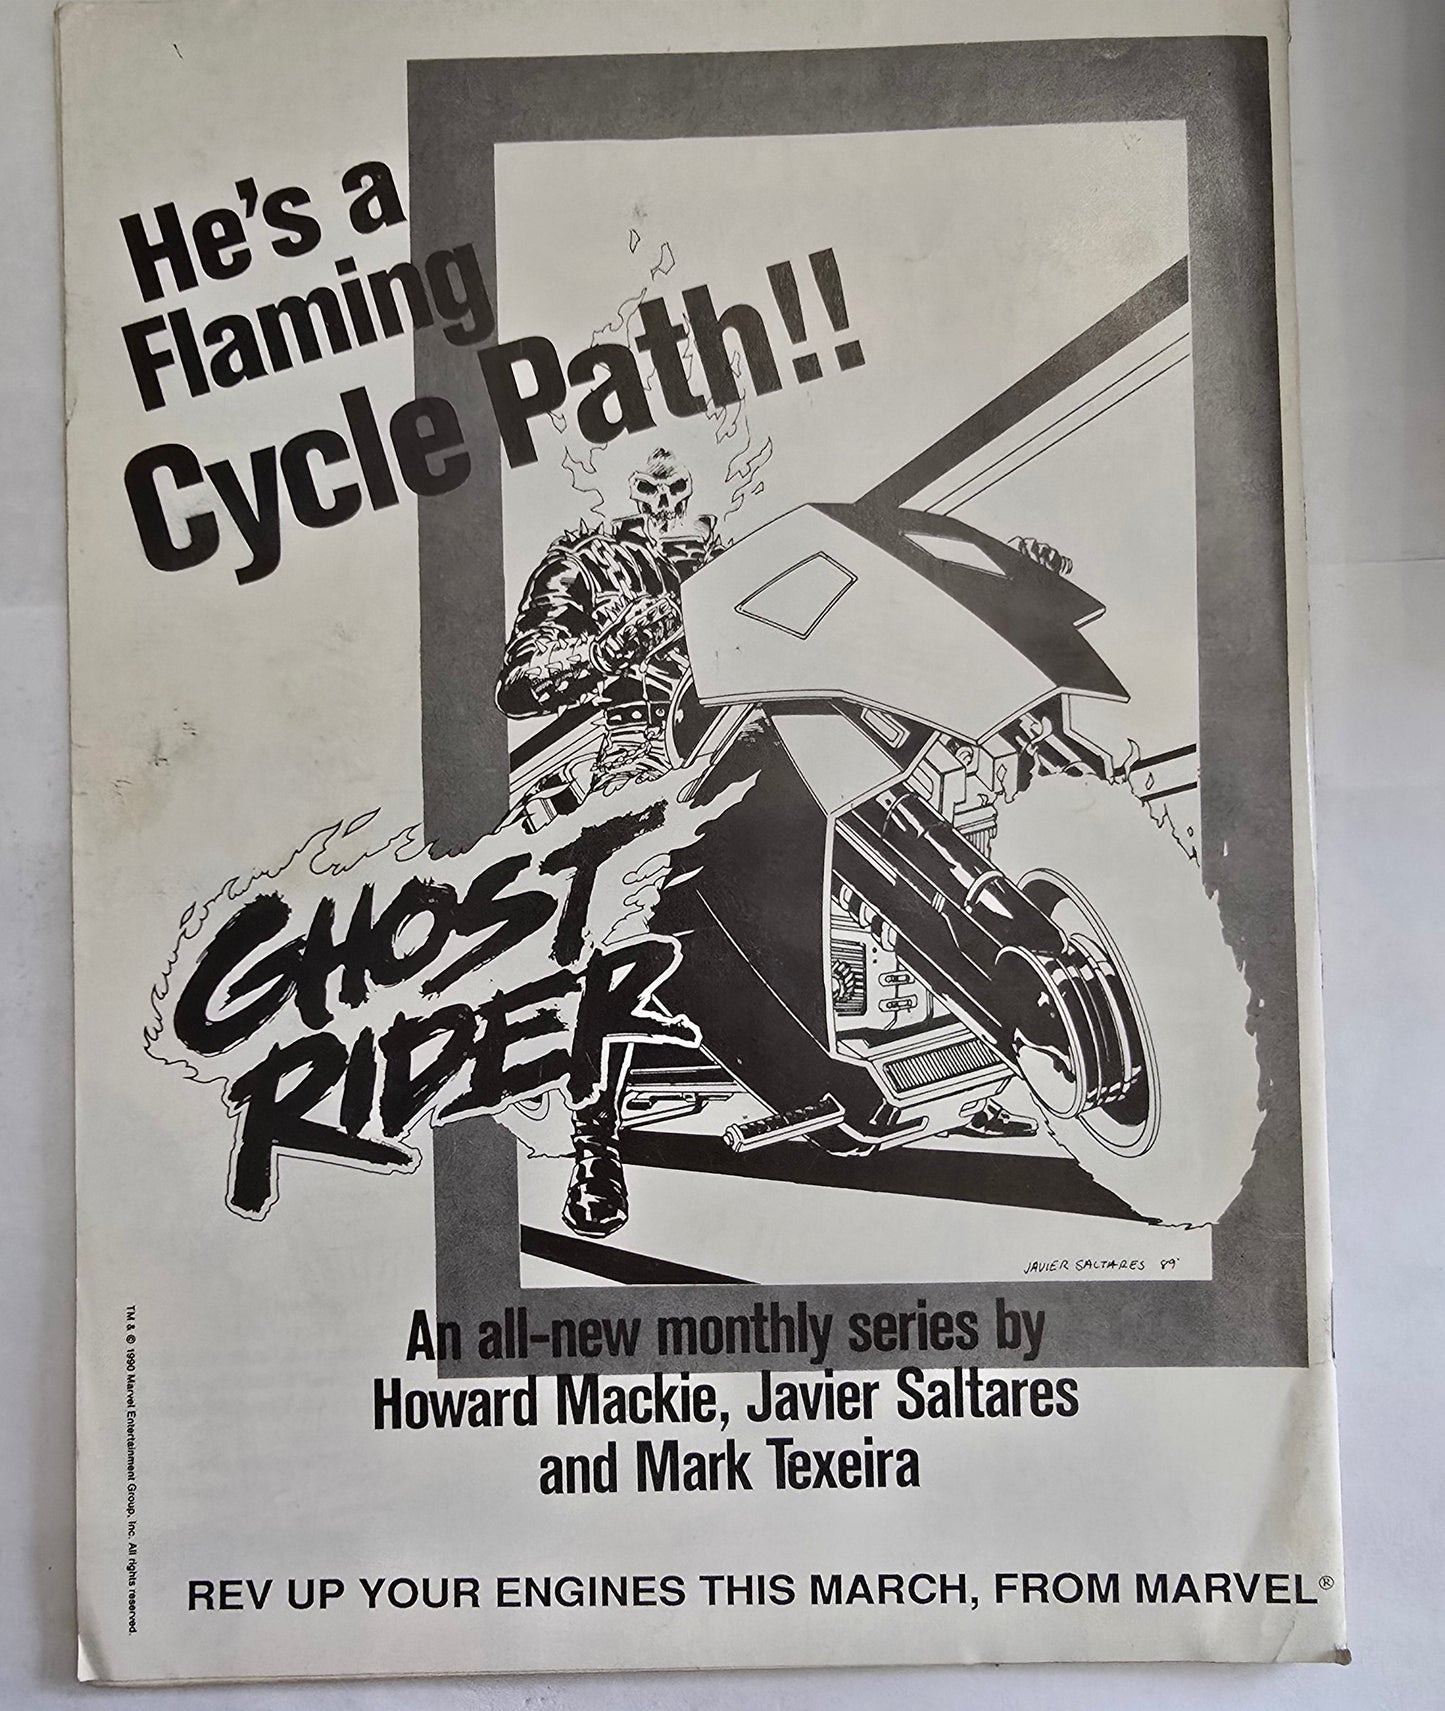 He's a
Flaming
Cycle Path!!
GHOST
RIDER
JAVIER SALTARES 89'
An all-new monthly series by
Howard Mackie, Javier Saltares
and Mark Texeira
TM & © 1990 Marvel Entertainment Group, Inc. All rights reserved.
REV UP YOUR ENGINES THIS MARCH, FROM MARVEL®